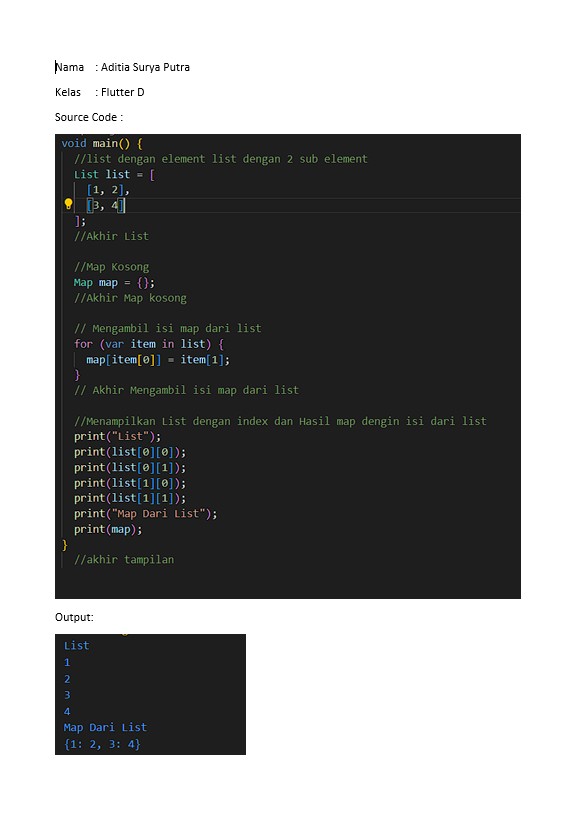 Nama : Aditia Surya Putra
Kelas : Flutter D
Source Code :
void main() {
//list dengan element list dengan 2 sub element
List list = [
[1, 2],
[3, 4]
];
//Akhir List
//Map Kosong
Map map = {};
//Akhir Map kosong
// Mengambil isi map dari list
for (var item in list) {
map[item[0]] = item[1];
}
// Akhir Mengambil isi map dari list
//Menampilkan List dengan index dan Hasil map dengin isi dari list
print("List");
print(list[0][0]);
print(list[0][1]);
print(list[1][0]);
print(list[1][1]);
print("Map Dari List");
print(map);
}
//akhir tampilan
Output:
List
1
2
3
4
Map Dari List
{1: 2, 3: 4}